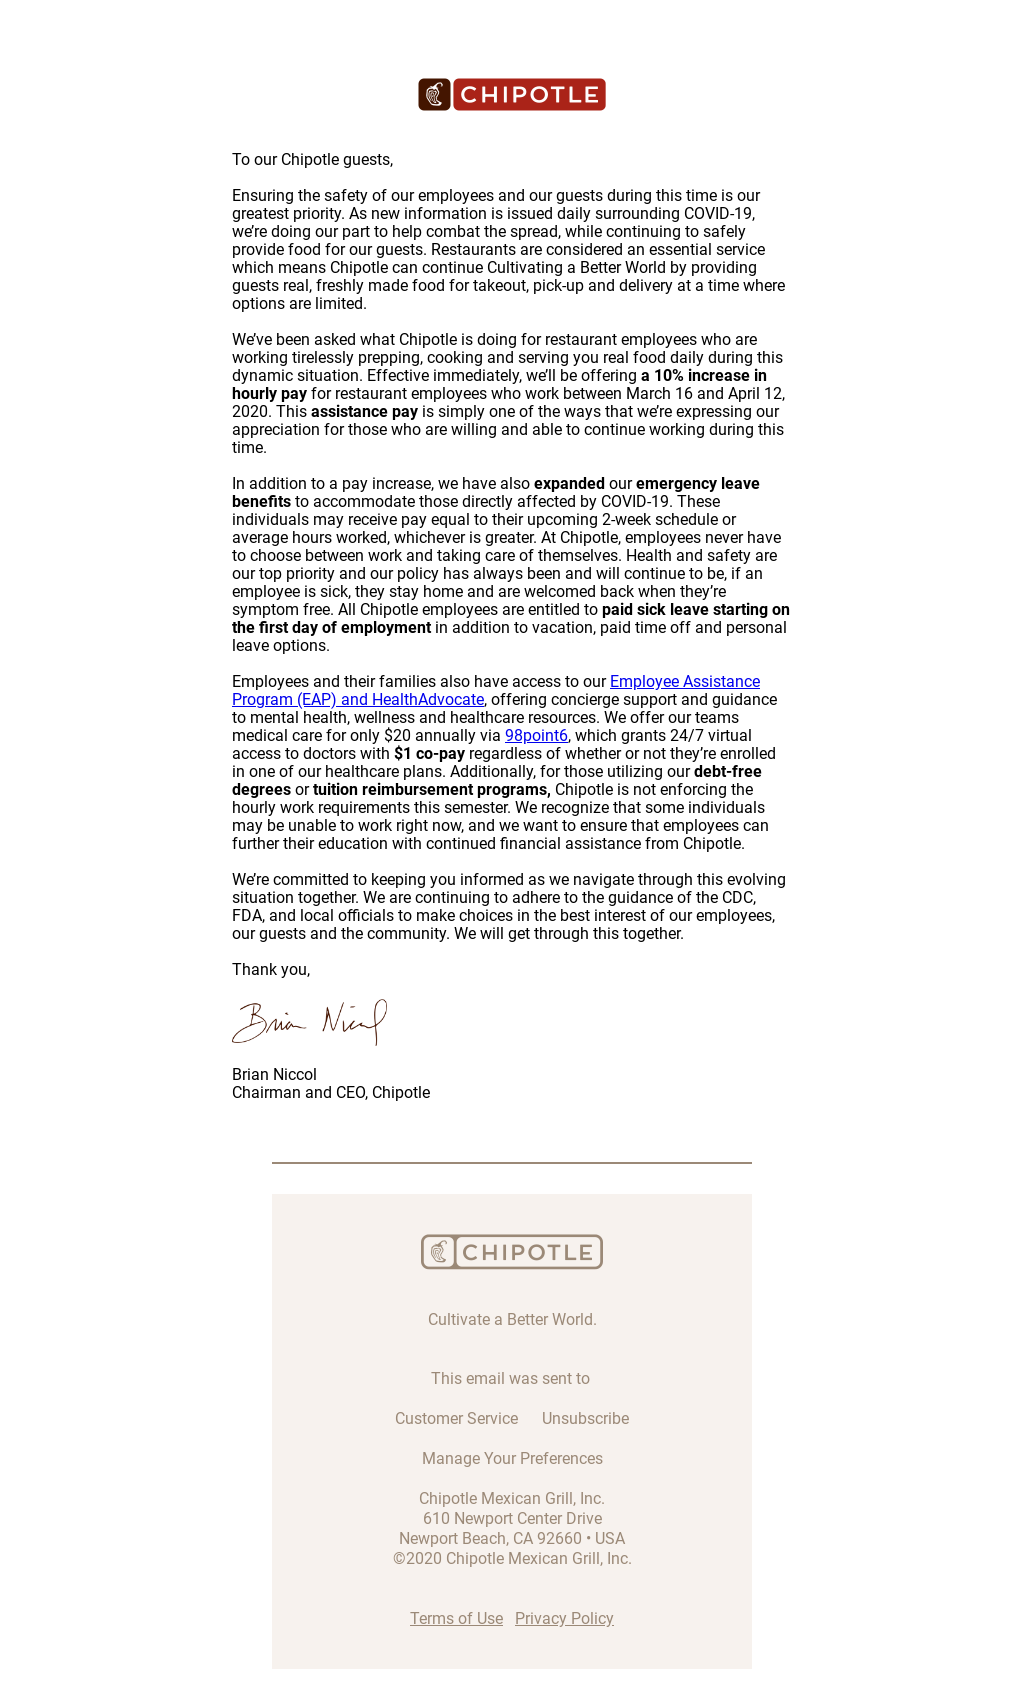 CHIPOTLE
To our Chipotle guests,
Ensuring the safety of our employees and our guests during this time is our
greatest priority. As new information is issued daily surrounding COVID-19,
we’re doing our part to help combat the spread, while continuing to safely
provide food for our guests. Restaurants are considered an essential service
which means Chipotle can continue Cultivating a Better World by providing
guests real, freshly made food for takeout, pick-up and delivery at a time where
options are limited.
We’ve been asked what Chipotle is doing for restaurant employees who are
working tirelessly prepping, cooking and serving you real food daily during this
dynamic situation. Effective immediately, we’ll be offering a 10% increase in
hourly pay for restaurant employees who work between March 16 and April 12,
2020. This assistance pay is simply one of the ways that we’re expressing our
appreciation for those who are willing and able to continue working during this
time.
In addition to a pay increase, we have also expanded our emergency leave
benefits to accommodate those directly affected by COVID-19. These
individuals may receive pay equal to their upcoming 2-week schedule or
average hours worked, whichever is greater. At Chipotle, employees never have
to choose between work and taking care of themselves. Health and safety are
our top priority and our policy has always been and will continue to be, if an
employee is sick, they stay home and are welcomed back when they’re
symptom free. All Chipotle employees are entitled to paid sick leave starting on
the first day of employment in addition to vacation, paid time off and personal
leave options.
Employees and their families also have access to our Employee Assistance
Program (EAP) and HealthAdvocate, offering concierge support and guidance
to mental health, wellness and healthcare resources. We offer our teams
medical care for only $20 annually via 98point6, which grants 24/7 virtual
access to doctors with $1 co-pay regardless of whether or not they’re enrolled
in one of our healthcare plans. Additionally, for those utilizing our debt-free
degrees or tuition reimbursement programs, Chipotle is not enforcing the
hourly work requirements this semester. We recognize that some individuals
may be unable to work right now, and we want to ensure that employees can
further their education with continued financial assistance from Chipotle.
We’re committed to keeping you informed as we navigate through this evolving
situation together. We are continuing to adhere to the guidance of the CDC,
FDA, and local officials to make choices in the best interest of our employees,
our guests and the community. We will get through this together.
Thank you,
Brian Niccol
Brian Niccol
Chairman and CEO, Chipotle
CHIPOTLE
Cultivate a Better World.
This email was sent to
Customer Service Unsubscribe
Manage Your Preferences
Chipotle Mexican Grill, Inc.
610 Newport Center Drive
Newport Beach, CA 92660 • USA
©2020 Chipotle Mexican Grill, Inc.
Terms of Use Privacy Policy